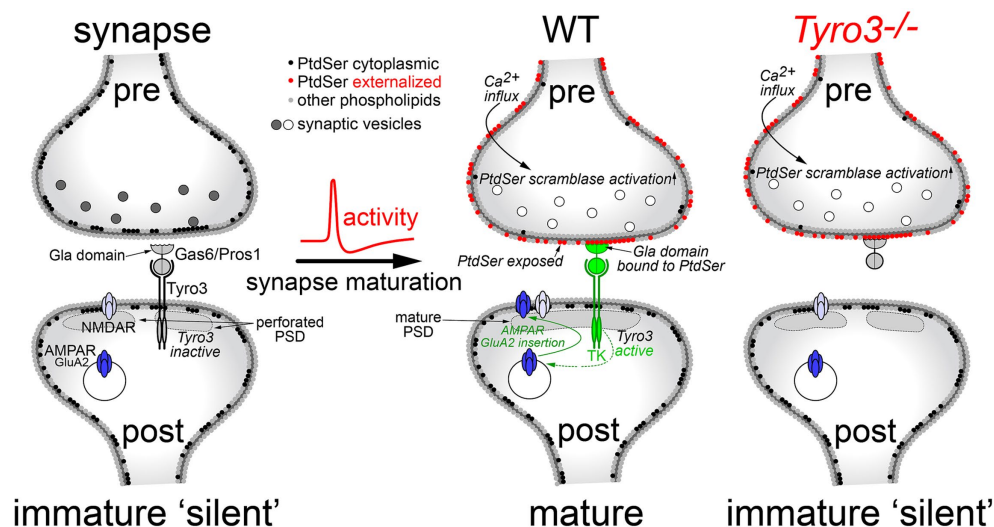 synapse
pre
PtdSer cytoplasmic
PtdSer externalized
other phospholipids
synaptic vesicles
Gla domain
Gas6/Pros1
Tyro3
NMDAR
perforated
PSD
Tyro3
inactive
AMPAR
GluA2
post
immature ‘silent’
activity
synapse maturation
WT
Ca2+
influx
pre
PtdSer scramblase activation
PtdSer exposed
Gla domain
bound to PtdSer
mature
PSD
AMPAR
GluA2 insertion
Tyro3
active
TK
post
mature
Tyro3-/-
Ca2+
influx
pre
PtdSer scramblase activation
post
immature ‘silent’